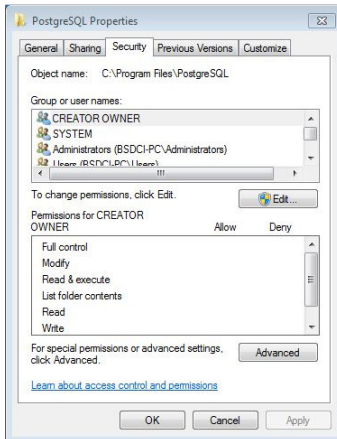 PostgreSQL Properties
General Sharing Security Previous Versions Customize
Object name: C:\Program Files\PostgreSQL
Group or user names:
CREATOR OWNER
SYSTEM
Administrators (BSDCI-PC\Administrators)
Users (BSDCI-PC\Users)
To change permissions, click Edit.
Edit...
Permissions for CREATOR
OWNER Allow Deny
Full control
Modify
Read & execute
List folder contents
Read
Write
For special permissions or advanced settings,
click Advanced.
Advanced
Learn about access control and permissions
OK Cancel Apply